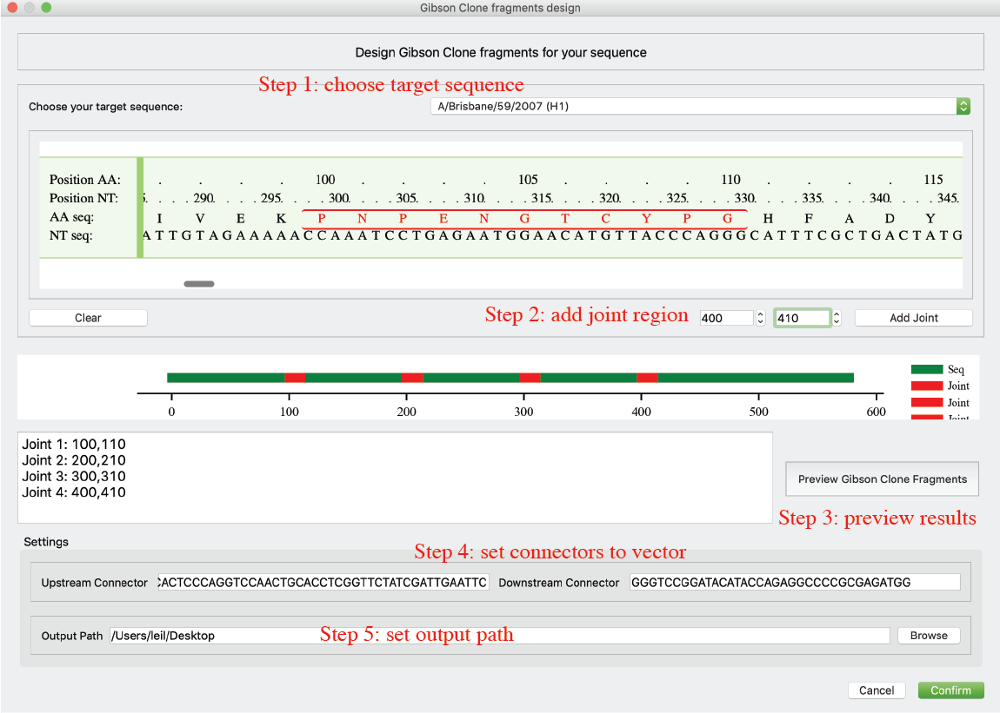 Gibson Clone fragments design
Design Gibson Clone fragments for your sequence
Step 1: choose target sequence
Choose your target sequence: A/Brisbane/59/2007 (H1)
Position AA: . . . . 100 . . . . 105 . . . . 110 . . . . 115
Position NT: . . . . 290. . . . 295. . . . 300. . . . 305. . . . 310. . . . 315. . . . 320. . . . 325. . . . 330. . . . 335. . . . 340. . . . 345.
AA seq: I V E K P N P E N G T C Y P G H F A D Y
NT seq: A T T G T A G A A A A A C C A A A T C C T G A G A A T G G A A C A T G T T A C C C A G G G C A T T T C G C T G A C T A T G
Clear
Step 2: add joint region
400 410 Add Joint
Seq
Joint
Joint
Joint
0 100 200 300 400 500 600
Joint 1: 100,110
Joint 2: 200,210
Joint 3: 300,310
Joint 4: 400,410
Preview Gibson Clone Fragments
Step 3: preview results
Settings
Step 4: set connectors to vector
Upstream Connector CACTCCCAGGTCCAACTGCACCTCGGTTCTATCGATTGAATTC Downstream Connector GGGTCCGGATACATACCAGAGGCCCCGCGAGATGG
Output Path /Users/leil/Desktop Step 5: set output path Browse
Cancel Confirm